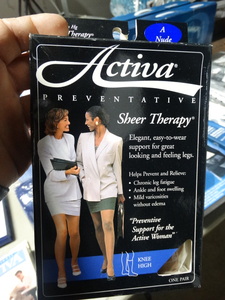 Hg
Therapy®
A
Nude
Activa®
PREVENTATIVE
Sheer Therapy®
Elegant, easy-to-wear
support for great
looking and feeling legs.
Helps Prevent and Relieve:
• Chronic leg fatigue
• Ankle and foot swelling
• Mild varicosities
without edema
"Preventive
Support for the
Active Woman"
KNEE
HIGH
ONE PAIR